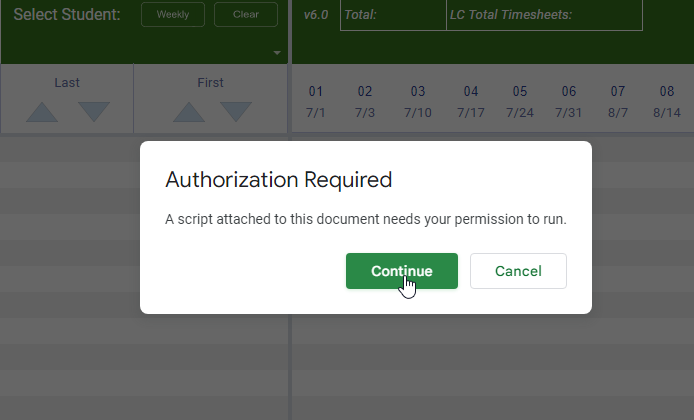 Select Student:
Weekly
Clear
v6.0
Total:
LC Total Timesheets:
Last
First
01 02 03 04 05 06 07 08
7/1 7/3 7/10 7/17 7/24 7/31 8/7 8/14
Authorization Required
A script attached to this document needs your permission to run.
Continue
Cancel